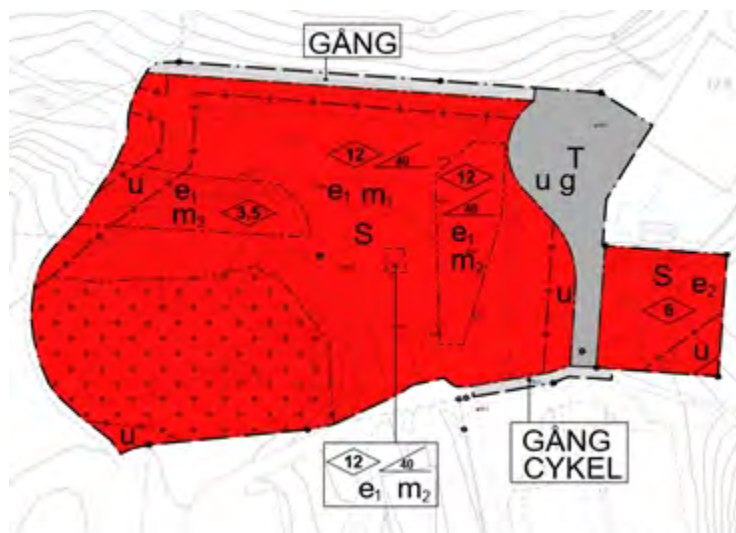 GÅNG
12
40
12
40
T
u g
u
e₁
m₃
3.5
e₁ m₁
S
e₁
m₂
u
S e₂
6
u
u
12
40
e₁ m₂
GÅNG
CYKEL